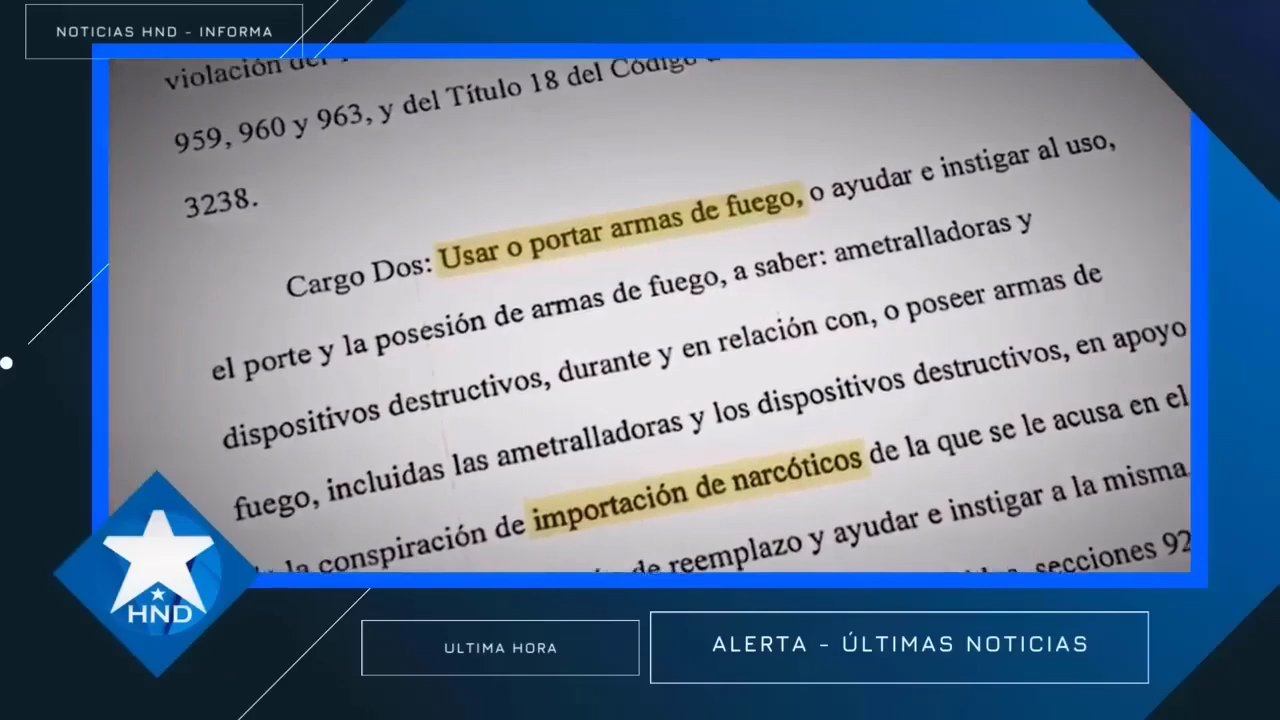 NOTICIAS HND - INFORMA
violación del
959, 960 y 963, y del Título 18 del Código
3238.
Cargo Dos: Usar o portar armas de fuego, o ayudar e instigar al uso,
el porte y la posesión de armas de fuego, a saber: ametralladoras y
dispositivos destructivos, durante y en relación con, o poseer armas de
fuego, incluidas las ametralladoras y los dispositivos destructivos, en apoyo
la conspiración de importación de narcóticos de la que se le acusa en el
de reemplazo y ayudar e instigar a la misma
secciones 92
HND
ULTIMA HORA
ALERTA - ÚLTIMAS NOTICIAS